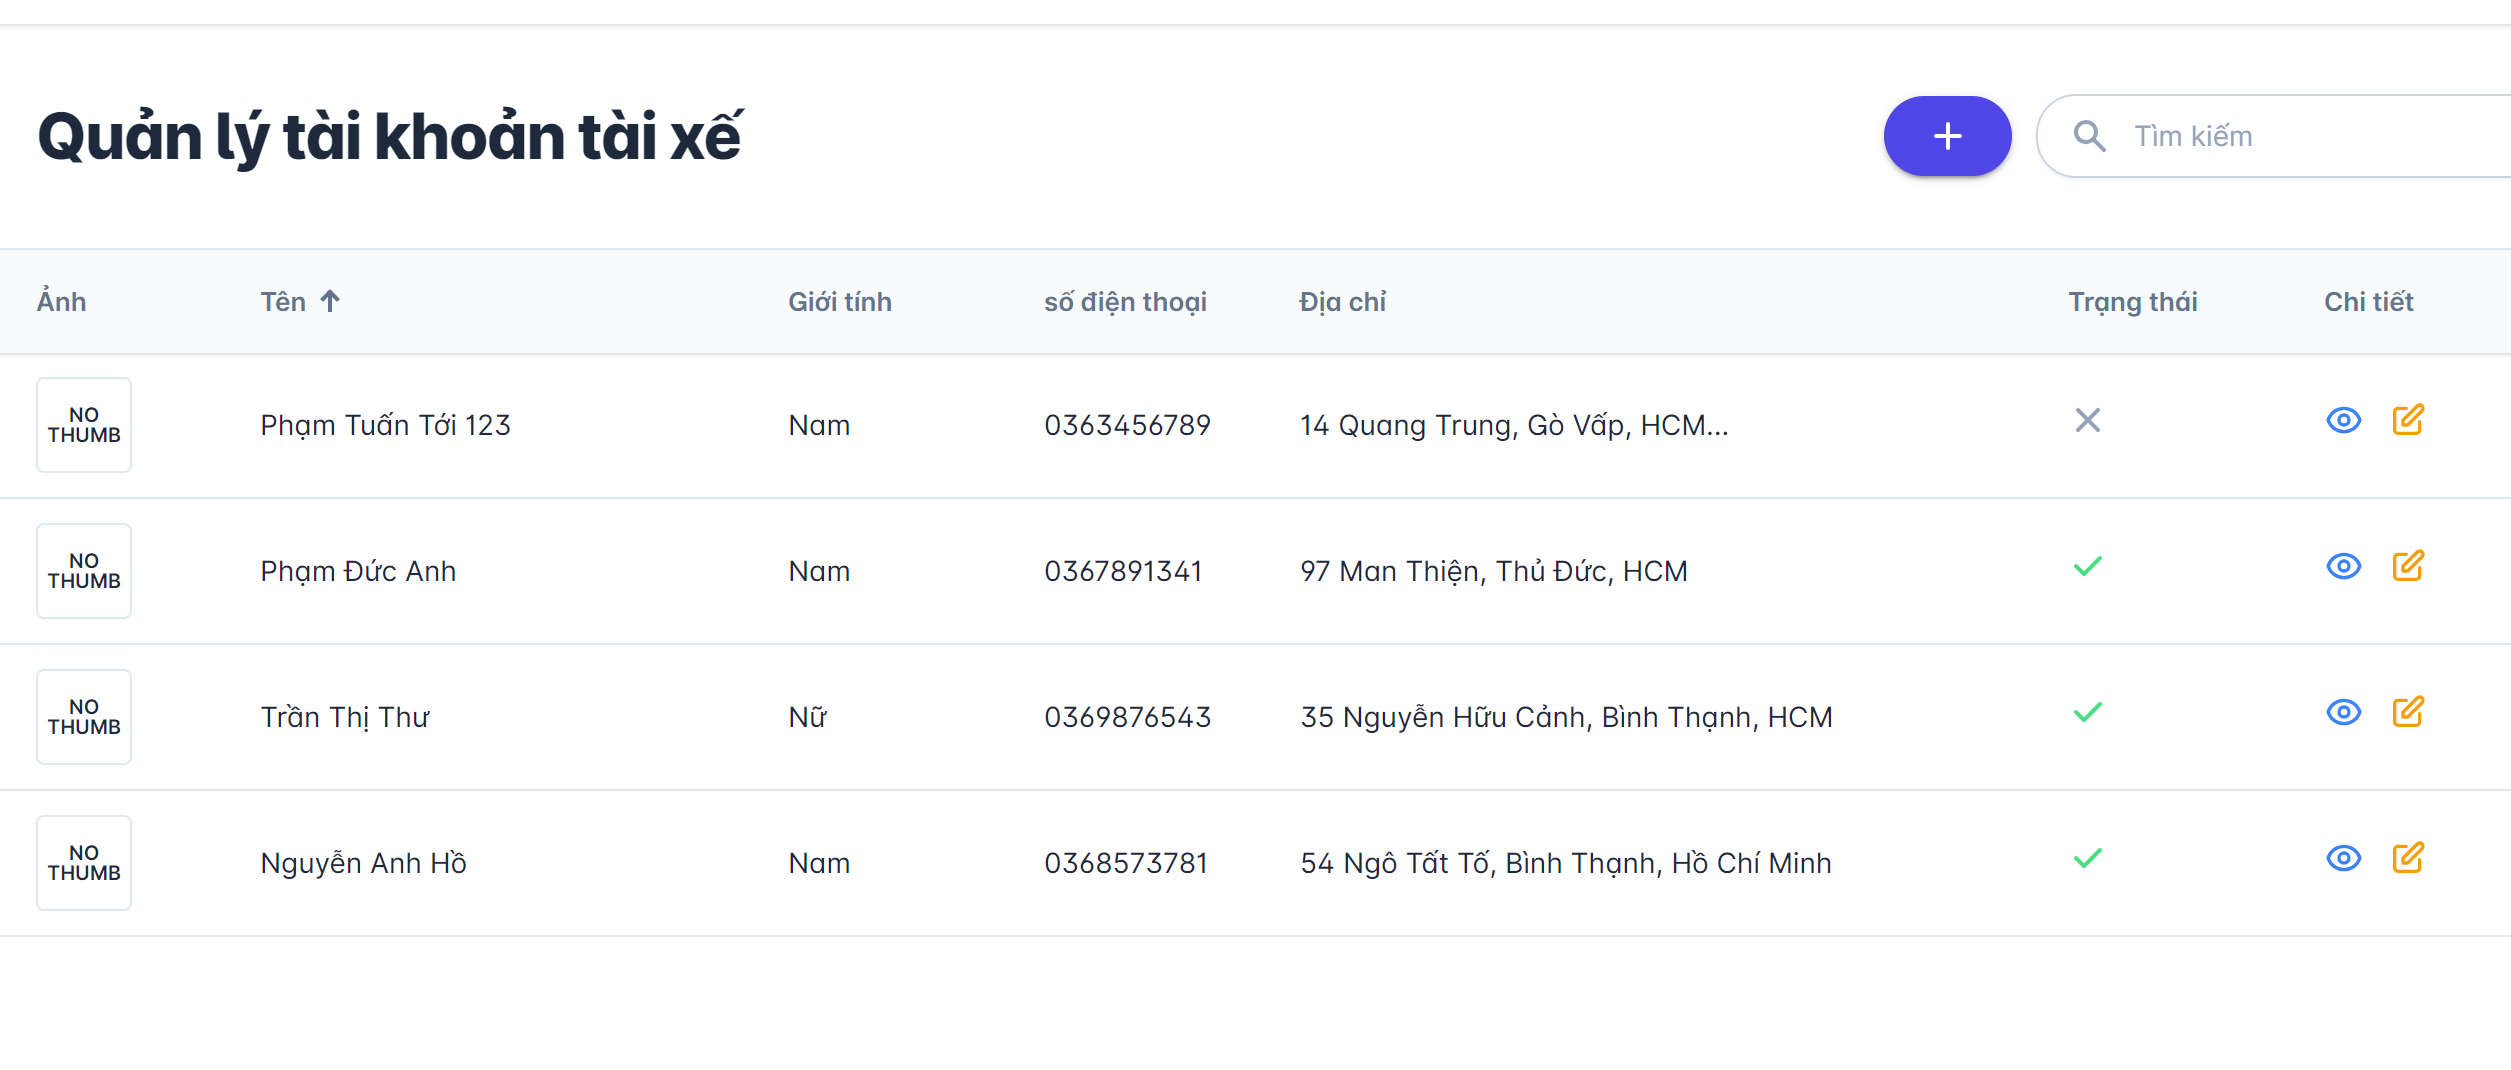 Quản lý tài khoản tài xế
Tìm kiếm
Ảnh Tên Giới tính số điện thoại Địa chỉ Trạng thái Chi tiết
NO THUMB Phạm Tuấn Tới 123 Nam 0363456789 14 Quang Trung, Gò Vấp, HCM...
NO THUMB Phạm Đức Anh Nam 0367891341 97 Man Thiện, Thủ Đức, HCM
NO THUMB Trần Thị Thư Nữ 0369876543 35 Nguyễn Hữu Cảnh, Bình Thạnh, HCM
NO THUMB Nguyễn Anh Hồ Nam 0368573781 54 Ngô Tất Tố, Bình Thạnh, Hồ Chí Minh